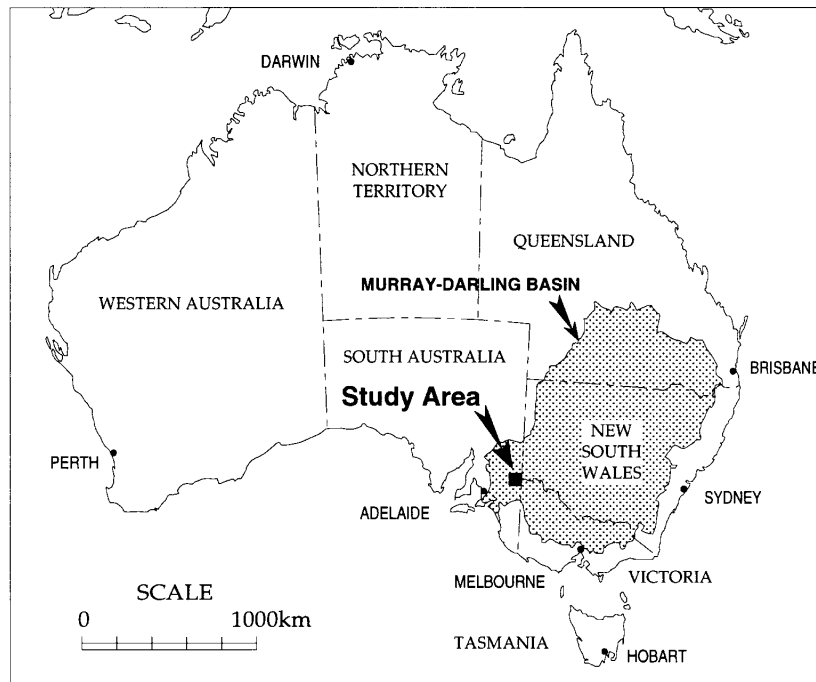 DARWIN
NORTHERN
TERRITORY
QUEENSLAND
MURRAY-DARLING BASIN
WESTERN AUSTRALIA
SOUTH AUSTRALIA
BRISBANE
Study Area
NEW
SOUTH
WALES
PERTH
SYDNEY
ADELAIDE
MELBOURNE
VICTORIA
SCALE
0 1000km
TASMANIA
HOBART